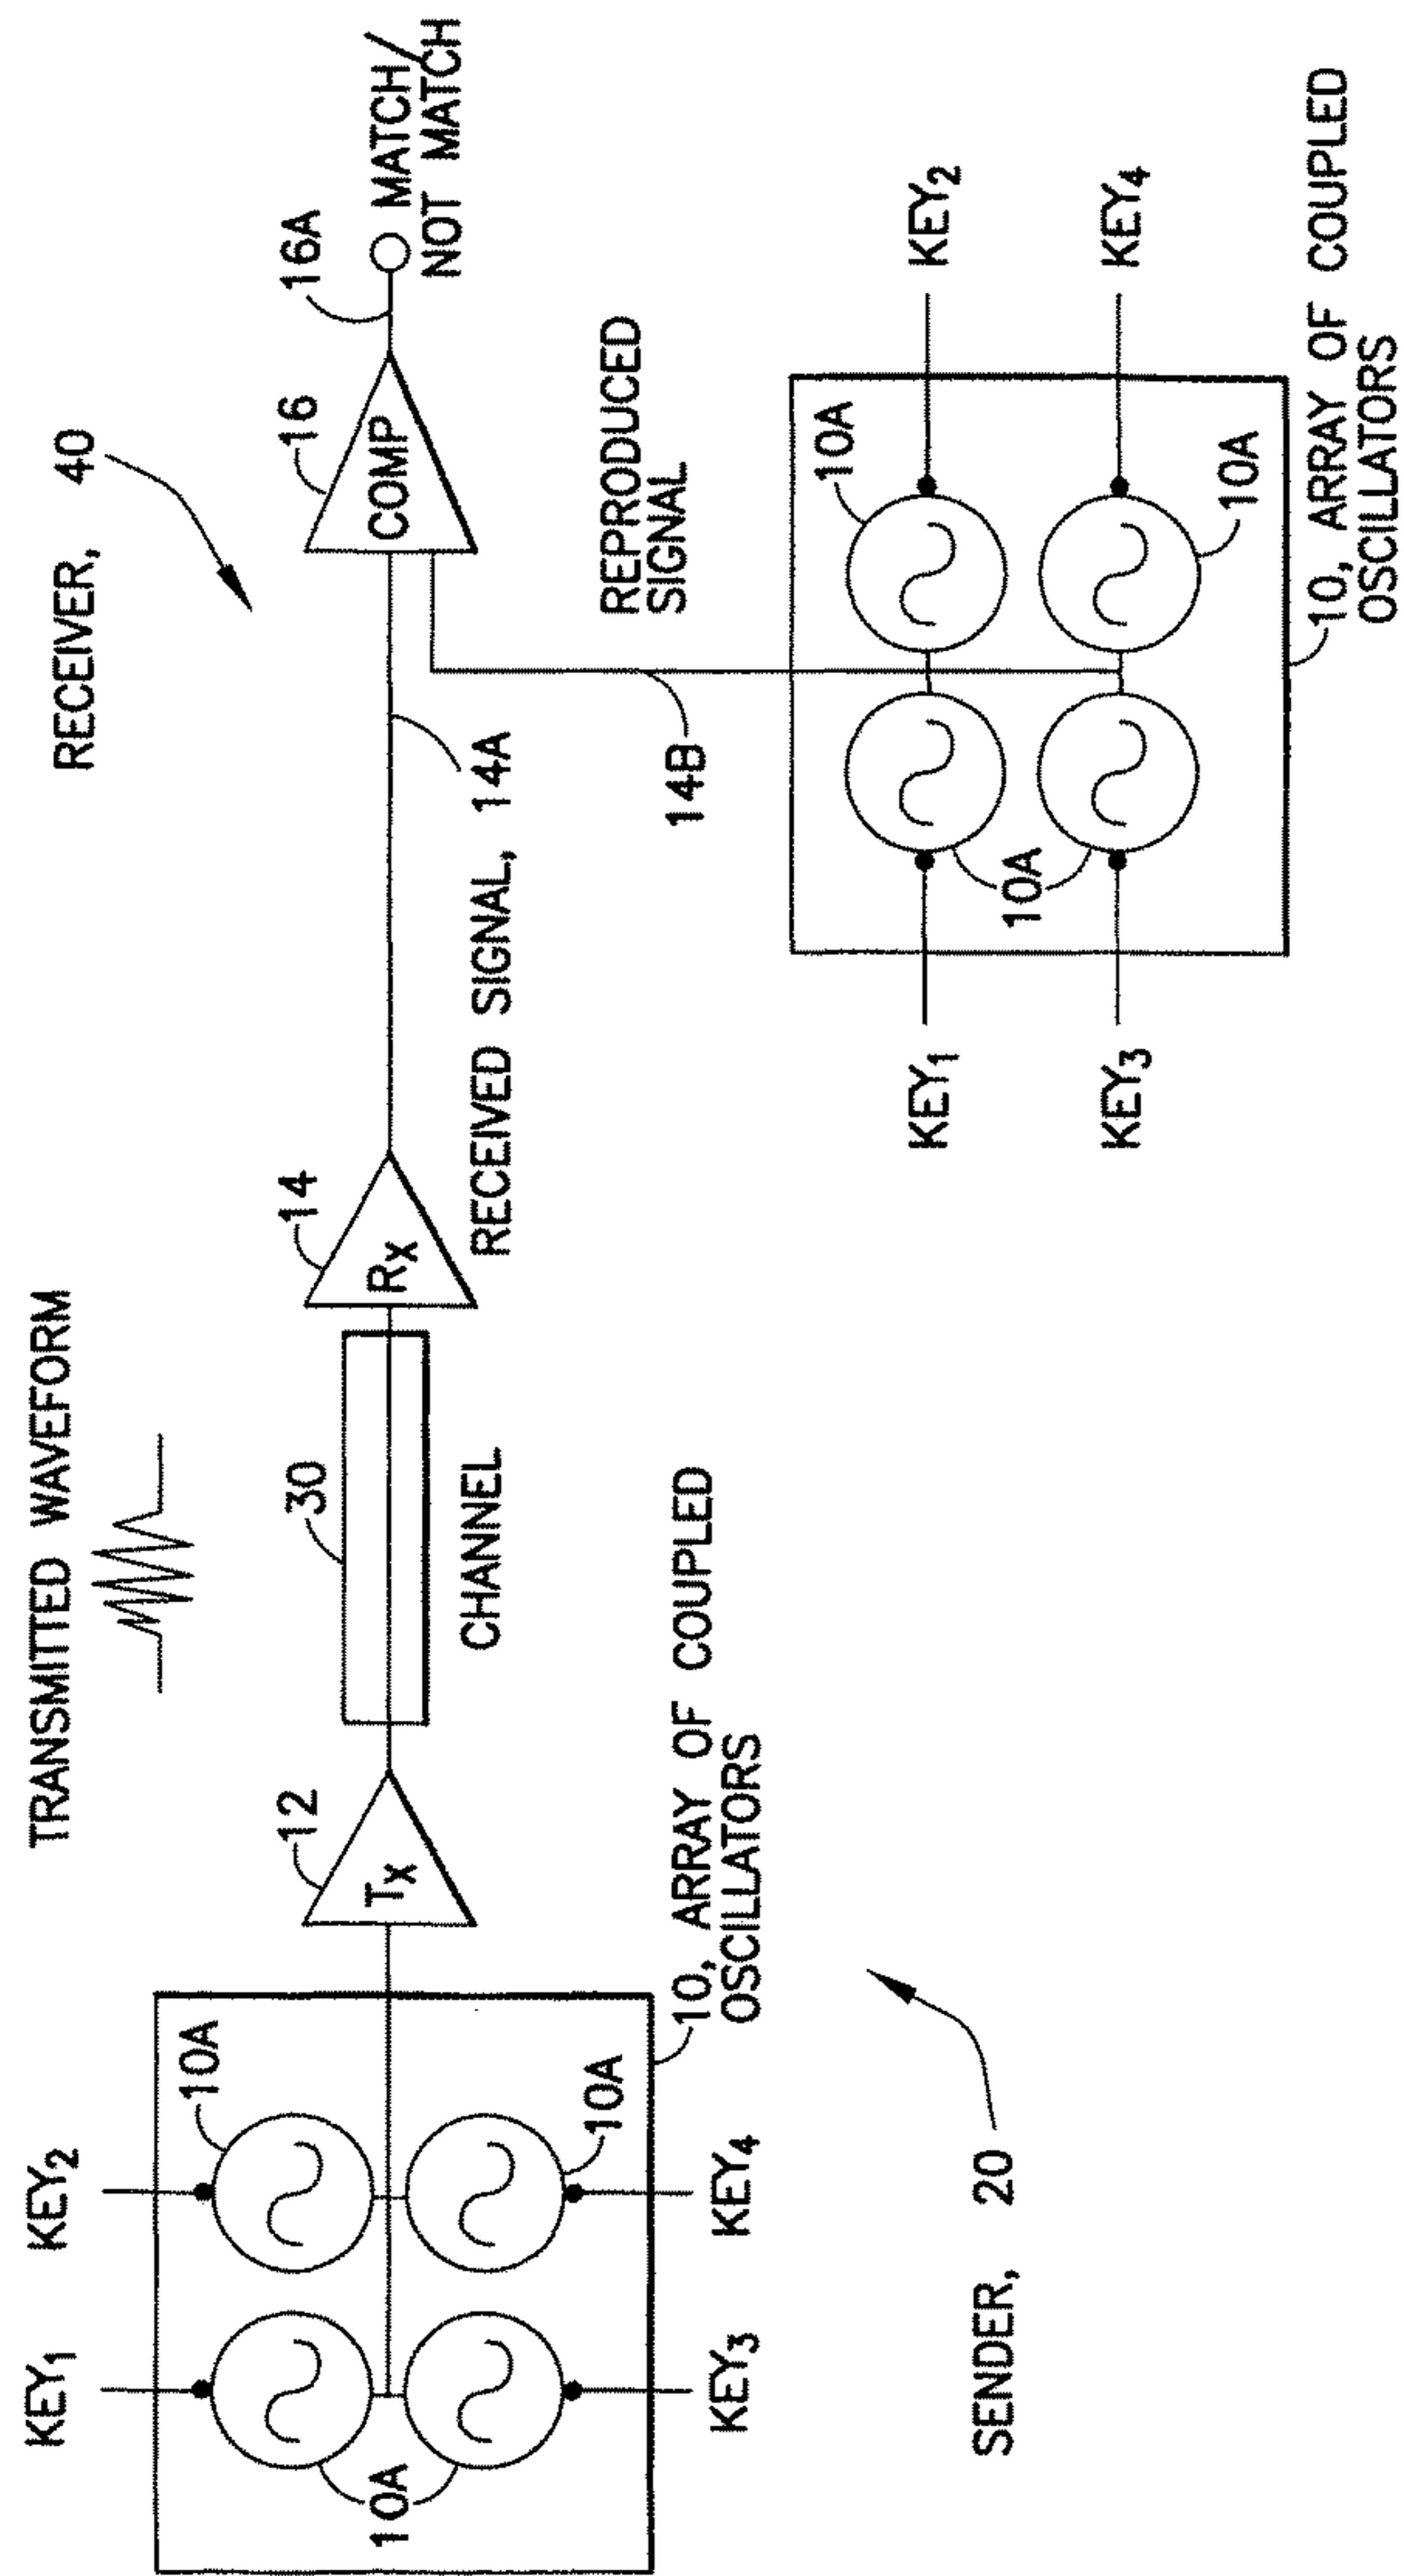 KEY₁
KEY₂
10A
10A
10A
KEY₃
KEY₄
10, ARRAY OF COUPLED
OSCILLATORS
SENDER, 20
TRANSMITTED WAVEFORM
12
Tx
30
CHANNEL
14
Rx
RECEIVED SIGNAL, 14A
RECEIVER, 40
16
COMP
16A
MATCH/
NOT MATCH
REPRODUCED
SIGNAL
14B
KEY₁
KEY₂
10A
10A
10A
KEY₃
KEY₄
10, ARRAY OF COUPLED
OSCILLATORS